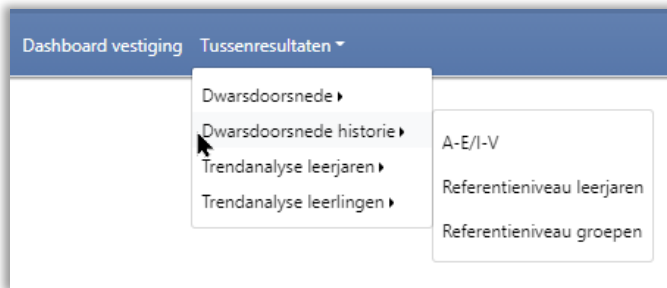 Dashboard vestiging Tussenresultaten
Dwarsdoorsnede
Dwarsdoorsnede historie
Trendanalyse leerjaren
Trendanalyse leerlingen
A-E/I-V
Referentieniveau leerjaren
Referentieniveau groepen